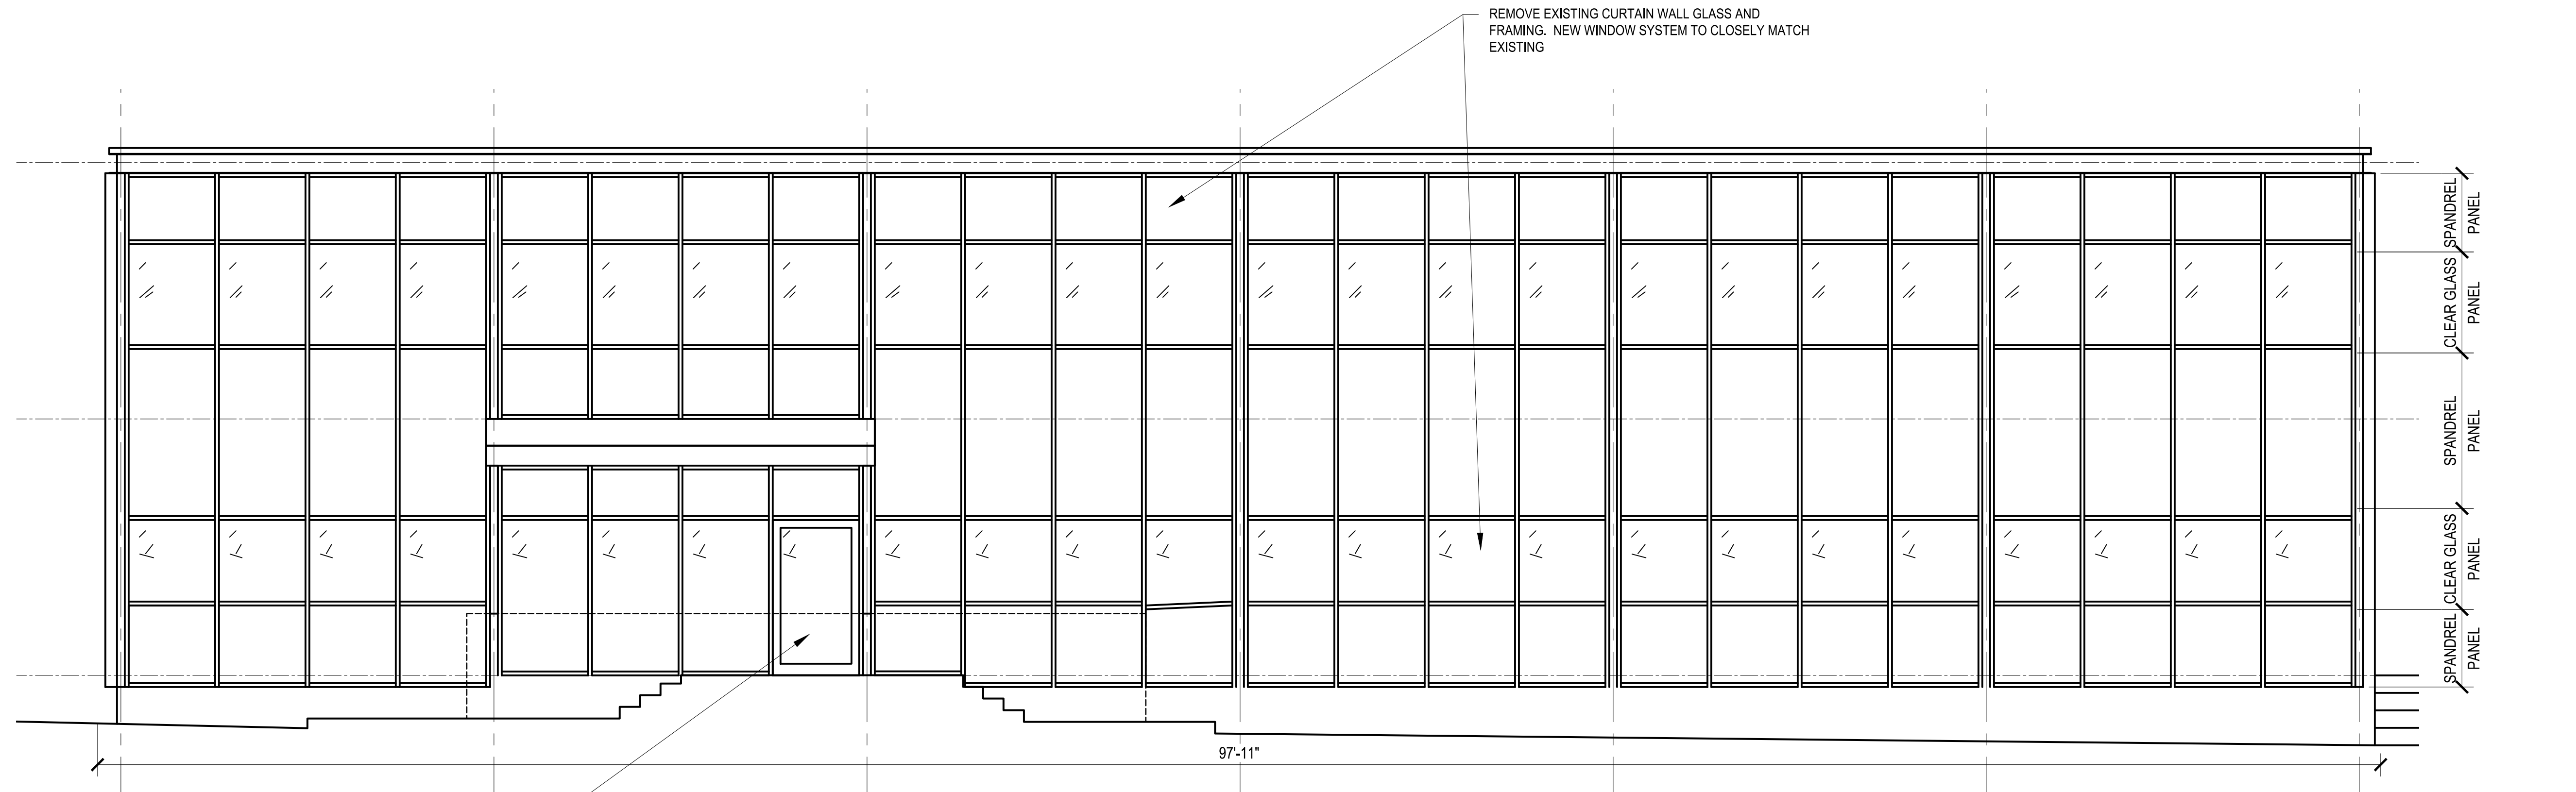 REMOVE EXISTING CURTAIN WALL GLASS AND
FRAMING.  NEW WINDOW SYSTEM TO CLOSELY MATCH
EXISTING
SPANDREL
PANEL
CLEAR GLASS
PANEL
SPANDREL
PANEL
CLEAR GLASS
PANEL
SPANDREL
PANEL
97'-11"